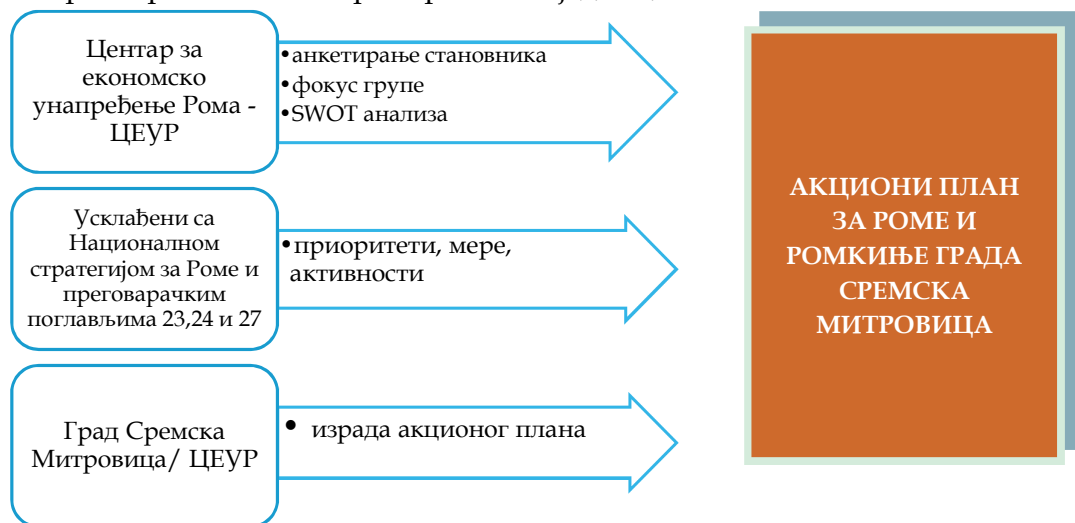 Центар за
економско
унапређење Рома -
ЦЕУР
•анкетирање становника
•фокус групе
•SWOT анализа
Усклађени са
Националном
стратегијом за Роме и
преговарачким
поглављима 23,24 и 27
•приоритети, мере,
активности
Град Сремска
Митровица/ ЦЕУР
• израда акционог плана
АКЦИОНИ ПЛАН
ЗА РОМЕ И
РОМКИЊЕ ГРАДА
СРЕМСКА
МИТРОВИЦА